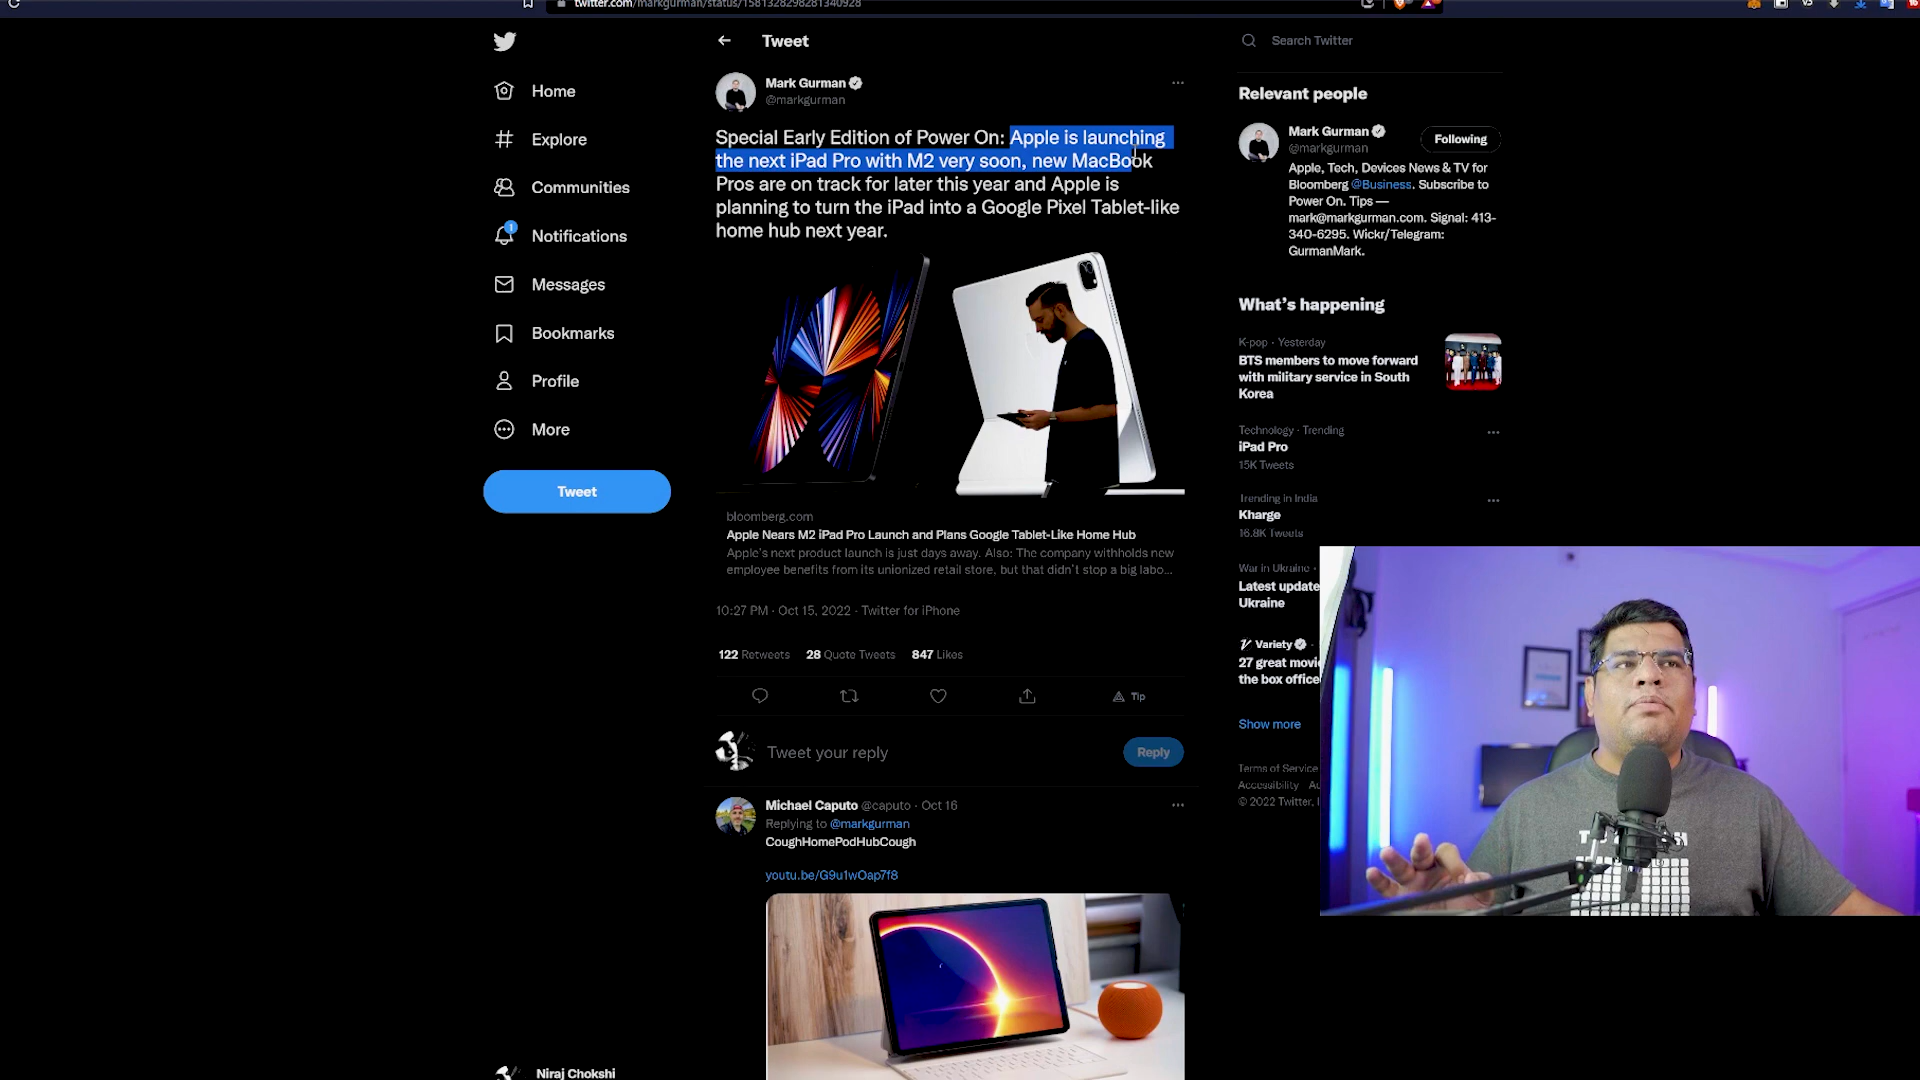 twitter.com/markgurman/status/1581328298281340928
Home
Explore
Communities
1
Notifications
Messages
Bookmarks
Profile
More
Tweet
Niraj Chokshi
Tweet
Mark Gurman
@markgurman
Special Early Edition of Power On: Apple is launching
the next iPad Pro with M2 very soon, new MacBook
Pros are on track for later this year and Apple is
planning to turn the iPad into a Google Pixel Tablet-like
home hub next year.
bloomberg.com
Apple Nears M2 iPad Pro Launch and Plans Google Tablet-Like Home Hub
Apple's next product launch is just days away. Also: The company withholds new
employee benefits from its unionized retail store, but that didn't stop a big labo...
10:27 PM · Oct 15, 2022 · Twitter for iPhone
122 Retweets 28 Quote Tweets 847 Likes
Tip
Tweet your reply
Reply
Michael Caputo @caputo · Oct 16
Replying to @markgurman
CoughHomePodHubCough
youtu.be/G9u1wOap7f8
Search Twitter
Relevant people
Mark Gurman
@markgurman
Following
Apple, Tech, Devices News & TV for
Bloomberg @Business. Subscribe to
Power On. Tips —
mark@markgurman.com. Signal: 413-
340-6295. Wickr/Telegram:
GurmanMark.
What's happening
K-pop · Yesterday
BTS members to move forward
with military service in South
Korea
Technology · Trending
iPad Pro
15K Tweets
Trending in India
Kharge
16.8K Tweets
War in Ukraine ·
Latest update
Ukraine
Variety
27 great movi
the box office
Show more
Terms of Service
Accessibility
© 2022 Twitter,